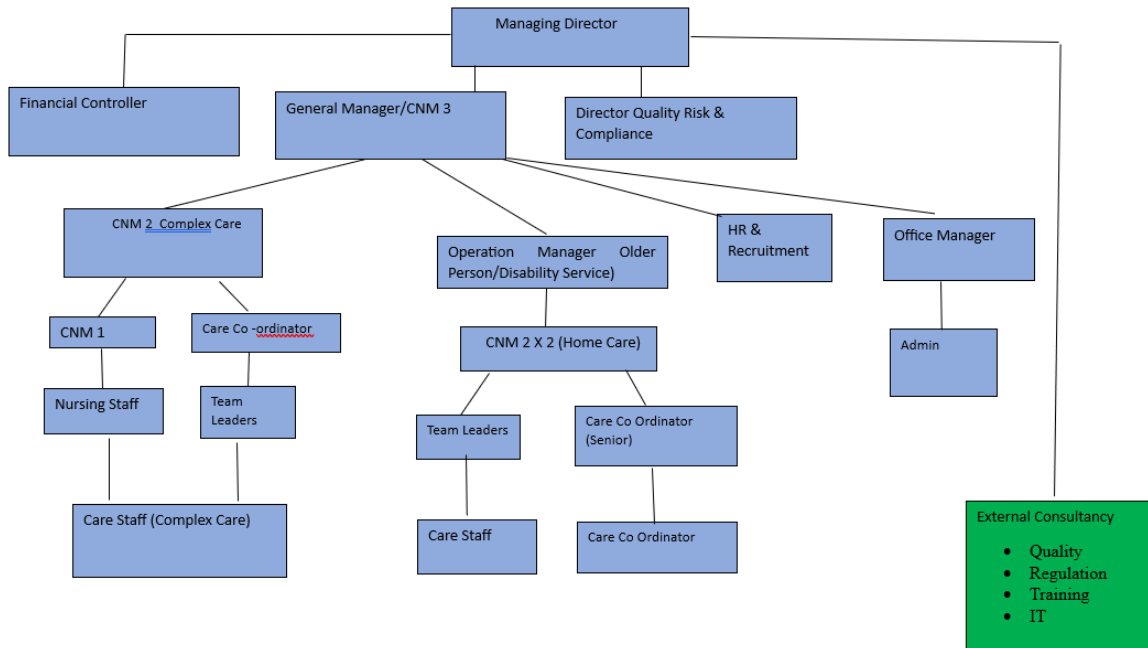 Managing Director
Financial Controller
General Manager/CNM 3
Director Quality Risk &
Compliance
CNM 2 Complex Care
Operation Manager Older
Person/Disability Service)
HR &
Recruitment
Office Manager
CNM 1
Care Co -ordinator
CNM 2 X 2 (Home Care)
Admin
Nursing Staff
Team
Leaders
Team Leaders
Care Co Ordinator
(Senior)
Care Staff (Complex Care)
Care Staff
Care Co Ordinator
External Consultancy
• Quality
• Regulation
• Training
• IT